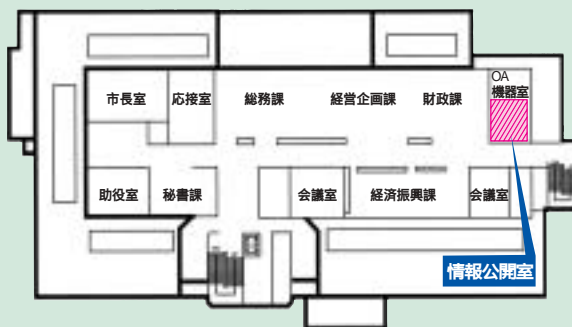 市長室
応接室
総務課
経営企画課
財政課
OA
機器室
助役室
秘書課
会議室
経済振興課
会議室
情報公開室